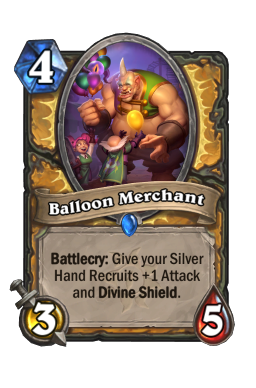 4
Balloon Merchant
Battlecry: Give your Silver
Hand Recruits +1 Attack
and Divine Shield.
3
5